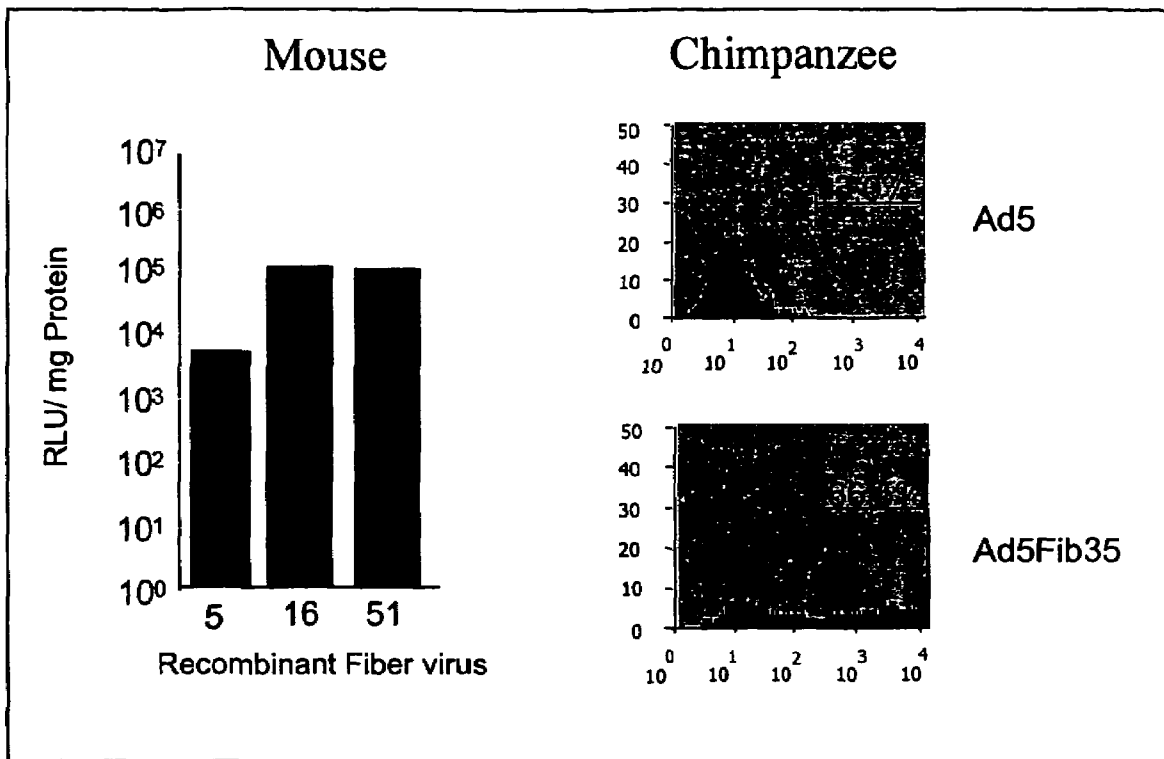 Mouse
Chimpanzee
RLU/ mg Protein
10⁷
10⁶
10⁵
10⁴
10³
10²
10¹
10⁰
5 16 51
Recombinant Fiber virus
50
40
30
20
10
0
10⁰ 10¹ 10² 10³ 10⁴
Ad5
50
40
30
20
10
0
10⁰ 10¹ 10² 10³ 10⁴
Ad5Fib35